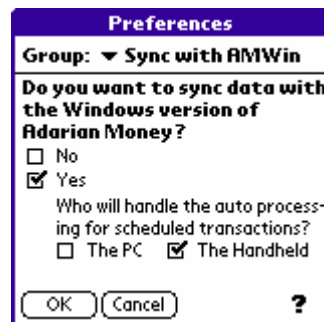 Preferences
Group: Sync with AMWin
Do you want to sync data with
the Windows version of
Adarian Money?
No
Yes
Who will handle the auto process-
ing for scheduled transactions?
The PC The Handheld
OK Cancel ?